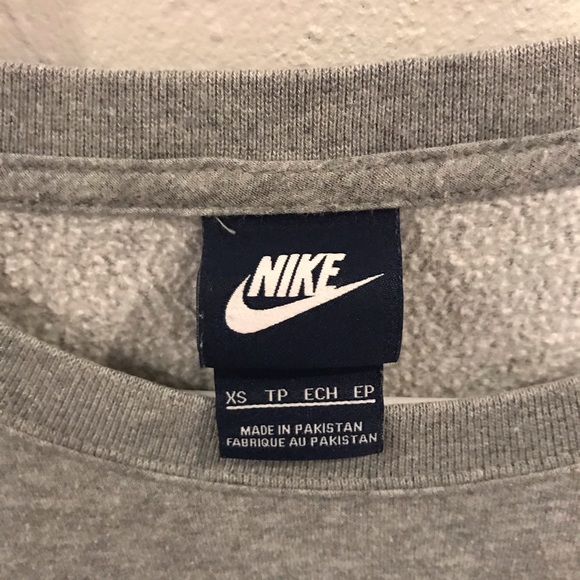 NIKE
XS TP ECH EP
MADE IN PAKISTAN
FABRIQUE AU PAKISTAN